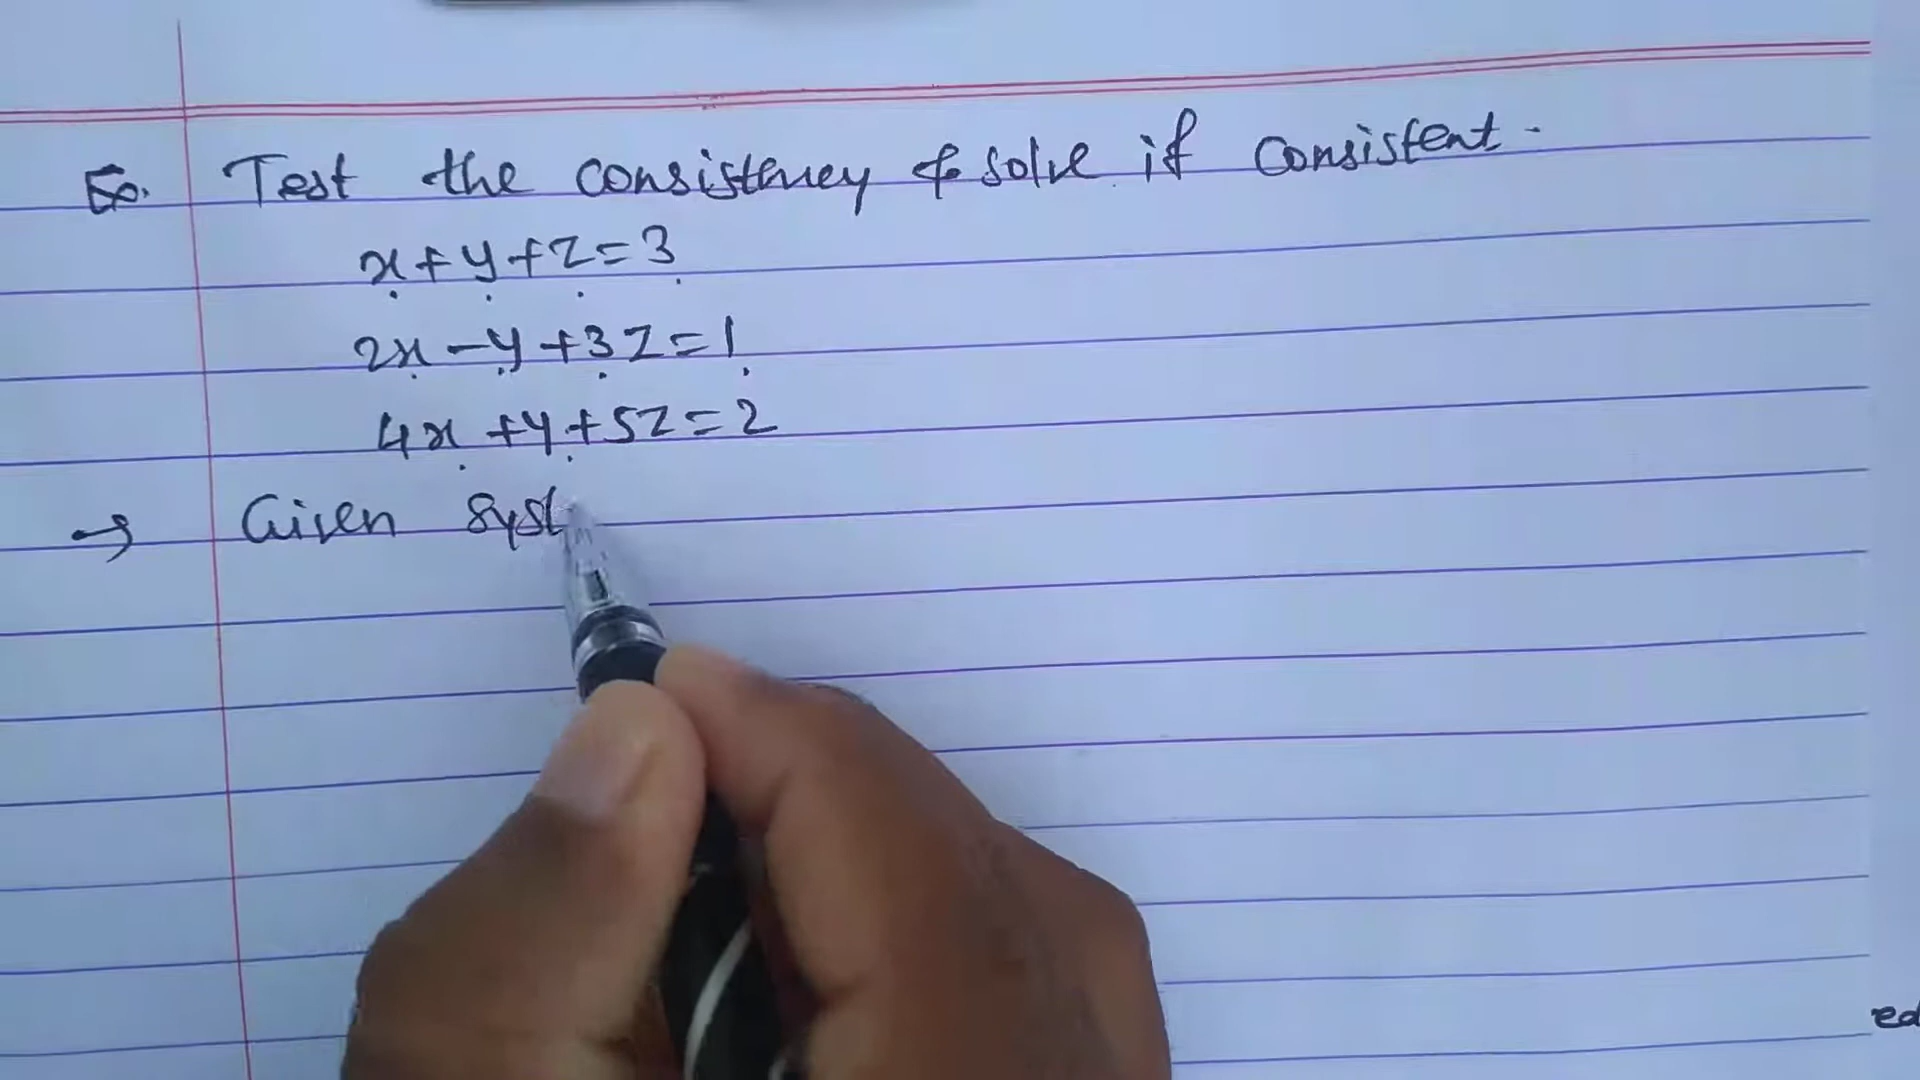 Ex. Test the consistency & solve if consistent.
x+y+z=3
2x-y+3z=1
4x+y+5z=2
→ Given syst